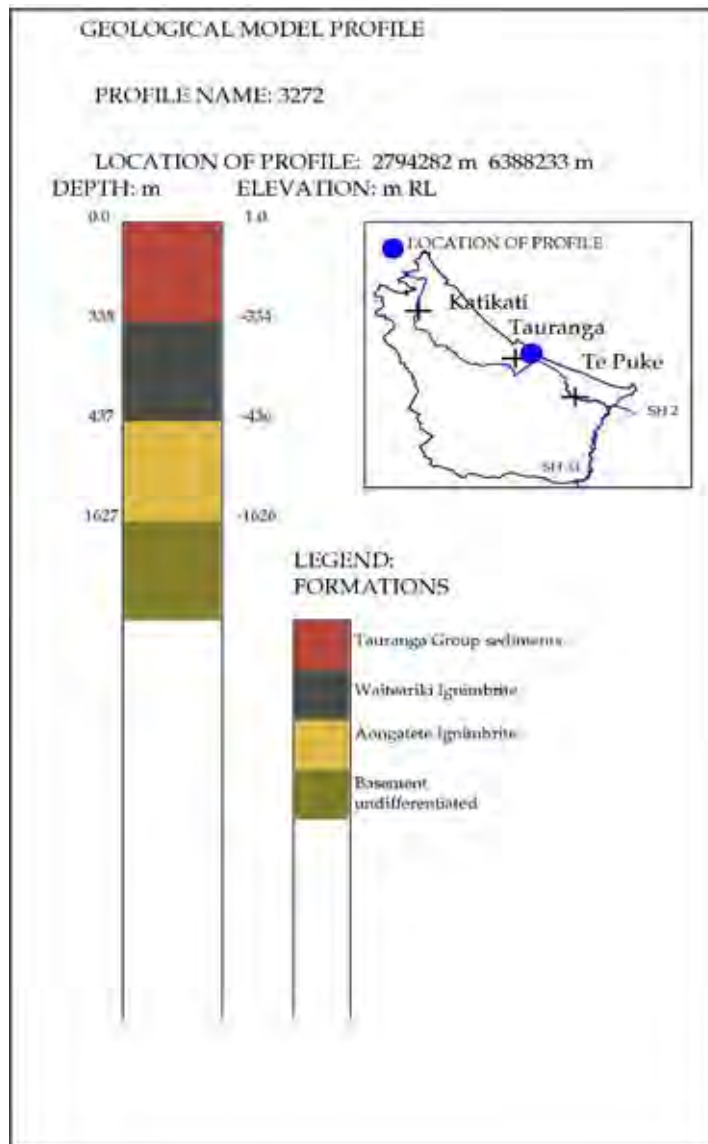 GEOLOGICAL MODEL PROFILE
PROFILE NAME: 3272
LOCATION OF PROFILE: 2794282 m 6388233 m
DEPTH: m ELEVATION: m RL
0.0 1.0
LOCATION OF PROFILE
Katikati
Tauranga
Te Puke
SH 2
437 -436
1627 -1626
LEGEND:
FORMATIONS
Tauranga Group sediments
Waiteariki Ignimbrite
Aongatete Ignimbrite
Basement
undifferentiated